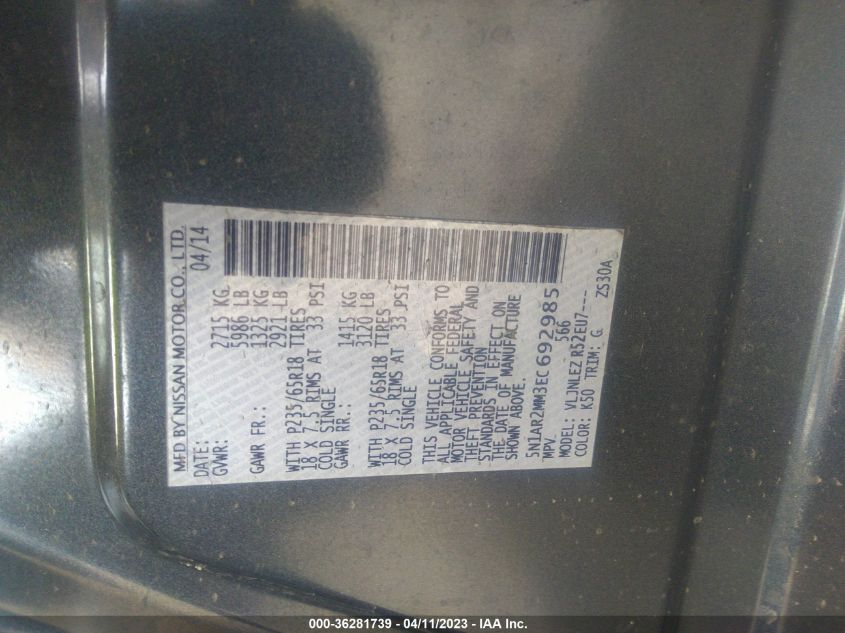 MFD BY NISSAN MOTOR CO., LTD.
DATE: 04/14
GVWR: 2715 KG
5986 LB
GAWR FR.: 1325 KG
2921 LB
WITH P235/65R18 TIRES
18 X 7.5 RIMS AT 33 PSI
COLD SINGLE
GAWR RR.: 1415 KG
3120 LB
WITH P235/65R18 TIRES
18 X 7.5 RIMS AT 33 PSI
COLD SINGLE
THIS VEHICLE CONFORMS TO
ALL APPLICABLE FEDERAL
MOTOR VEHICLE SAFETY AND
THEFT PREVENTION
STANDARDS IN EFFECT ON
THE DATE OF MANUFACTURE
SHOWN ABOVE.
5N1AR2MM3EC692985
MPV. 566
MODEL: VLJNLEZ R52EU7---
COLOR: K50 TRIM: G ZS30A
000-36281739 - 04/11/2023 - IAA Inc.